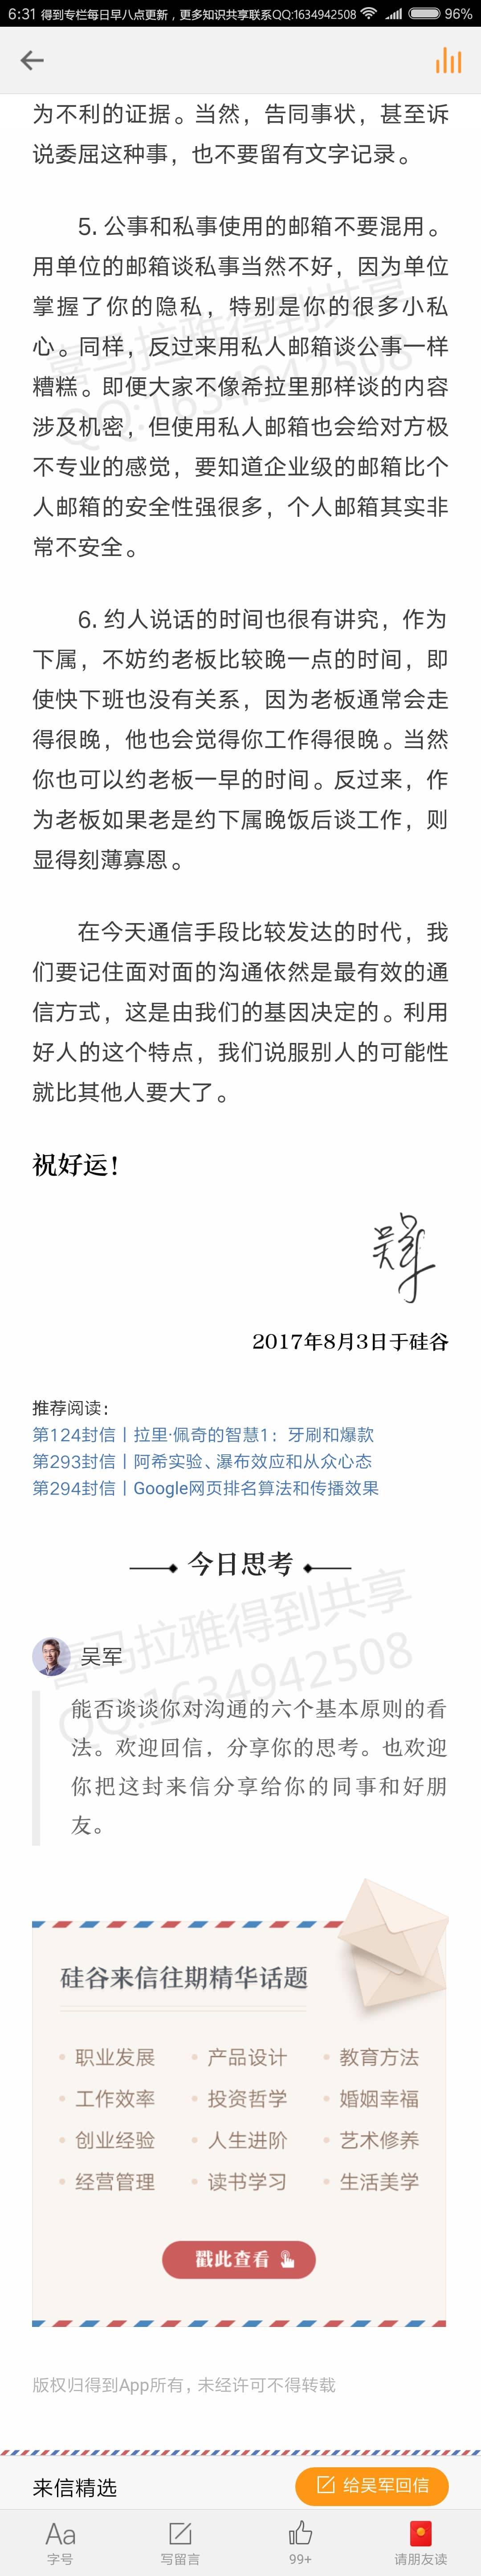 6:31 得到专栏每日早八点更新，更多知识共享联系QQ:1634942508 96%
为不利的证据。当然，告同事状，甚至诉
说委屈这种事，也不要留有文字记录。
5. 公事和私事使用的邮箱不要混用。
用单位的邮箱谈私事当然不好，因为单位
掌握了你的隐私，特别是你的很多小私
心。同样，反过来用私人邮箱谈公事一样
糟糕。即便大家不像希拉里那样谈的内容
涉及机密，但使用私人邮箱也会给对方极
不专业的感觉，要知道企业级的邮箱比个
人邮箱的安全性强很多，个人邮箱其实非
常不安全。
喜马拉雅得到共享
QQ:1634942508
6. 约人说话的时间也很有讲究，作为
下属，不妨约老板比较晚一点的时间，即
使快下班也没有关系，因为老板通常会走
得很晚，他也会觉得你工作得很晚。当然
你也可以约老板一早的时间。反过来，作
为老板如果老是约下属晚饭后谈工作，则
显得刻薄寡恩。
在今天通信手段比较发达的时代，我
们要记住面对面的沟通依然是最有效的通
信方式，这是由我们的基因决定的。利用
好人的这个特点，我们说服别人的可能性
就比其他人要大了。
祝好运！
吴军
2017年8月3日于硅谷
推荐阅读：
第124封信丨拉里·佩奇的智慧1：牙刷和爆款
第293封信丨阿希实验、瀑布效应和从众心态
第294封信丨Google网页排名算法和传播效果
今日思考
喜马拉雅得到共享
QQ:1634942508
吴军
能否谈谈你对沟通的六个基本原则的看
法。欢迎回信，分享你的思考。也欢迎
你把这封来信分享给你的同事和好朋
友。
硅谷来信往期精华话题
职业发展 产品设计 教育方法
工作效率 投资哲学 婚姻幸福
创业经验 人生进阶 艺术修养
经营管理 读书学习 生活美学
戳此查看
版权归得到App所有，未经许可不得转载
来信精选 给吴军回信
Aa 99+
字号 写留言 请朋友读